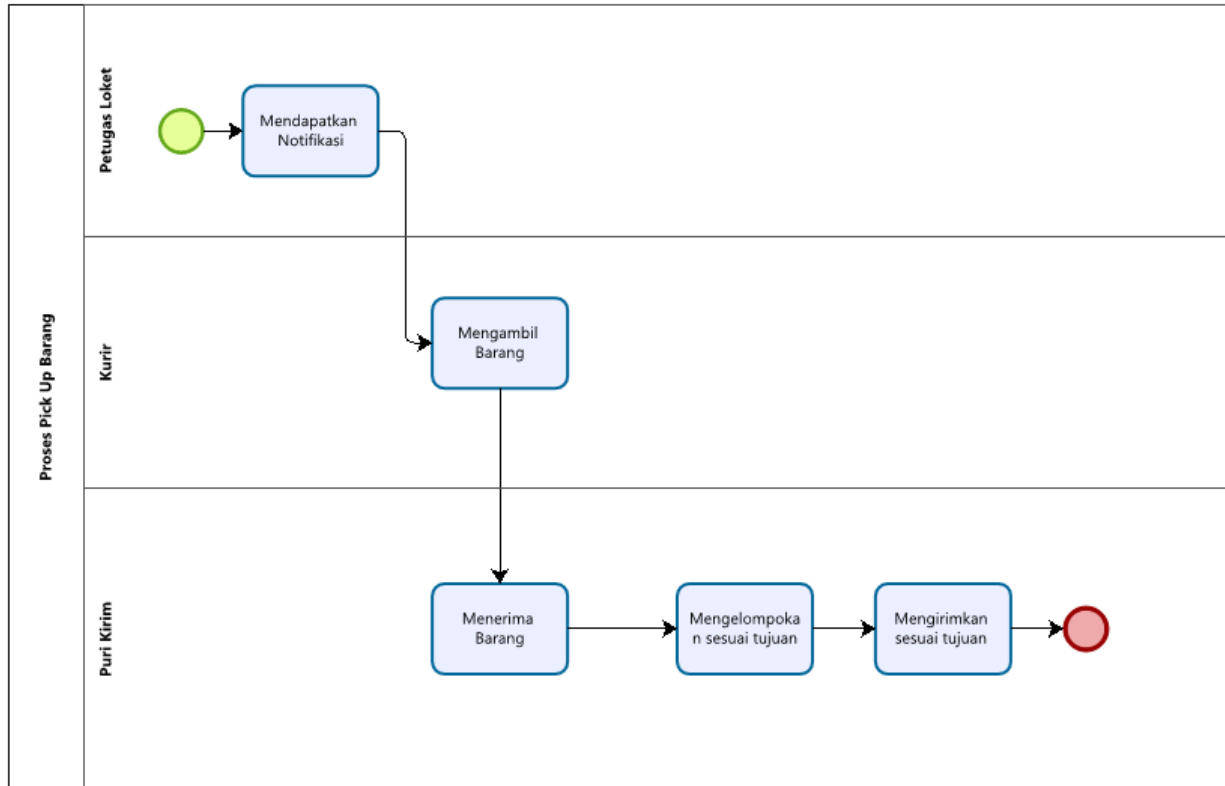 Proses Pick Up Barang
Petugas Loket
Mendapatkan
Notifikasi
Kurir
Mengambil
Barang
Puri Kirim
Menerima
Barang
Mengelompoka
n sesuai tujuan
Mengirimkan
sesuai tujuan